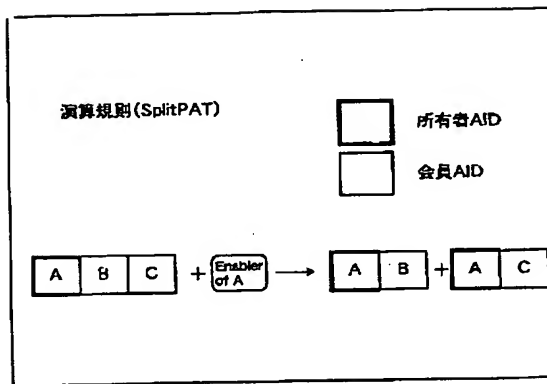 演算規則(SplitPAT)
所有者AID
会員AID
A B C + Enabler of A → A B + A C